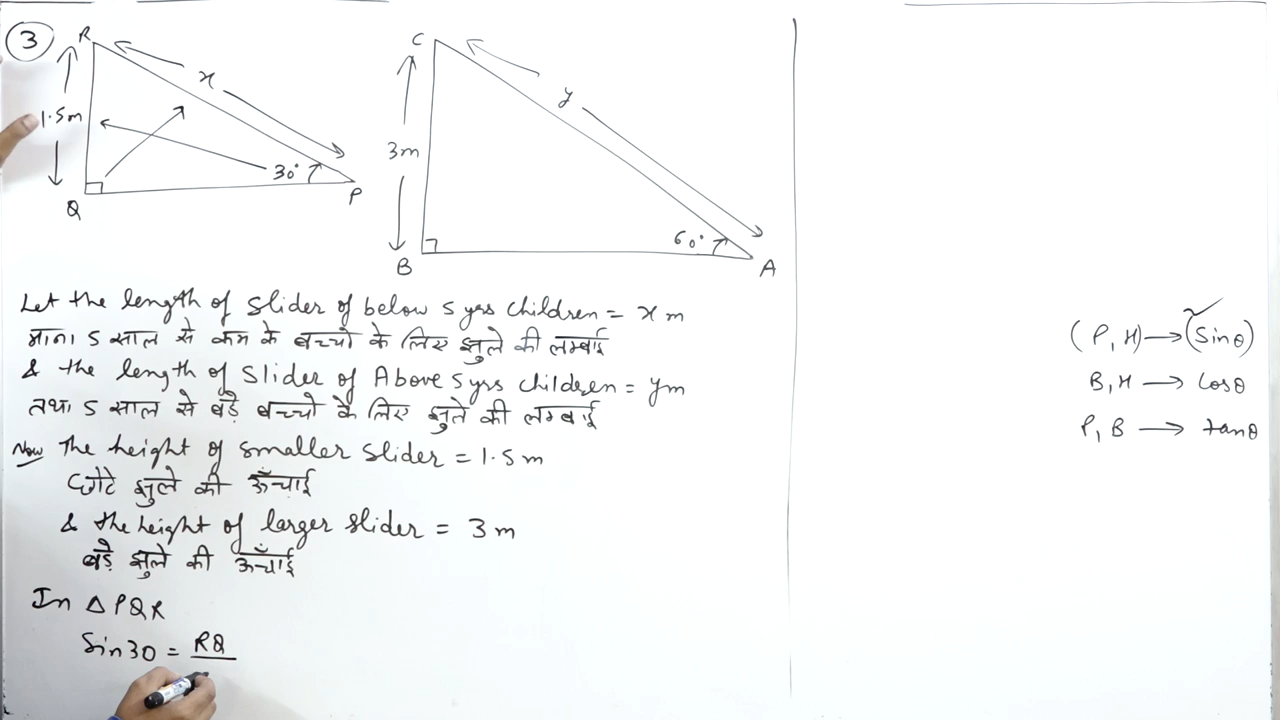 3
R
x
1.5m
30°
Q
P
C
y
3m
60°
B
A
Let the length of slider of below 5 yrs children = x m
माना 5 साल से कम के बच्चो के लिए झुले की लम्बाई
& the length of Slider of Above 5 yrs children = y m
तथा 5 साल से बड़े बच्चो के लिए झुले की लम्बाई
Now The height of smaller slider = 1.5 m
छोटे झुले की ऊँचाई
& the height of larger slider = 3 m
बड़े झुले की ऊँचाई
In △ PQR
Sin30 = RQ
(P, H) → (Sinθ)
B, H → Cosθ
P, B → tanθ